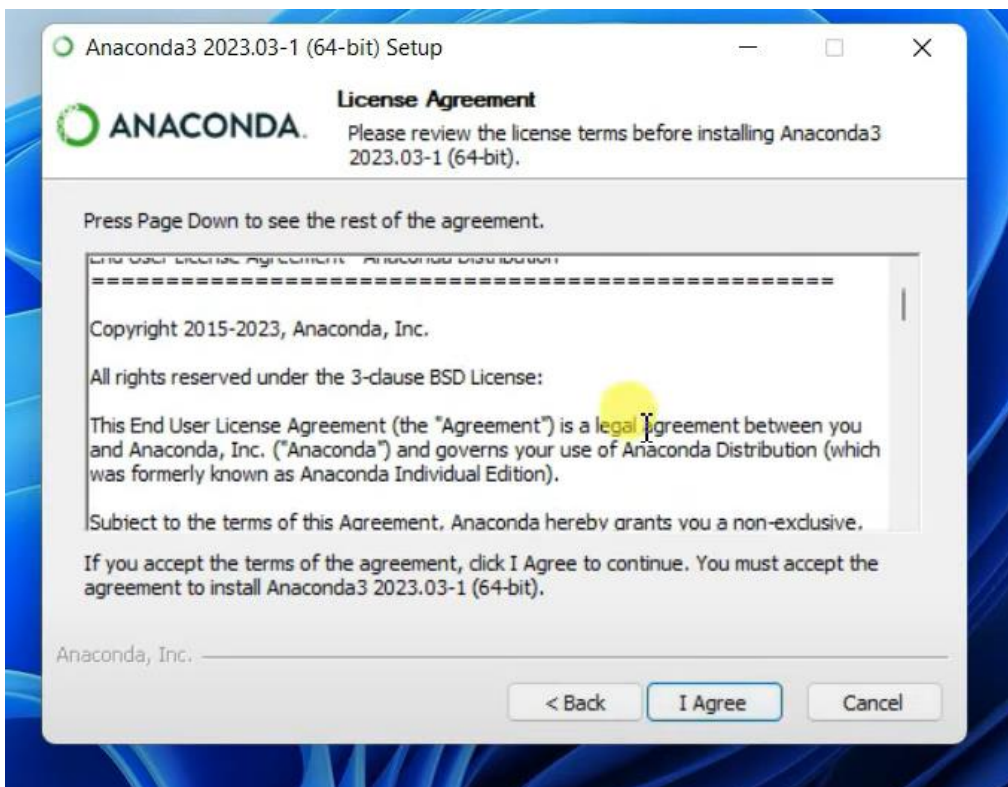 Anaconda3 2023.03-1 (64-bit) Setup
ANACONDA.
License Agreement
Please review the license terms before installing Anaconda3
2023.03-1 (64-bit).
Press Page Down to see the rest of the agreement.
End User License Agreement - Anaconda Distribution
==================================================
Copyright 2015-2023, Anaconda, Inc.
All rights reserved under the 3-clause BSD License:
This End User License Agreement (the "Agreement") is a legal agreement between you
and Anaconda, Inc. ("Anaconda") and governs your use of Anaconda Distribution (which
was formerly known as Anaconda Individual Edition).
Subject to the terms of this Agreement, Anaconda hereby grants you a non-exclusive,
If you accept the terms of the agreement, click I Agree to continue. You must accept the
agreement to install Anaconda3 2023.03-1 (64-bit).
Anaconda, Inc.
< Back
I Agree
Cancel